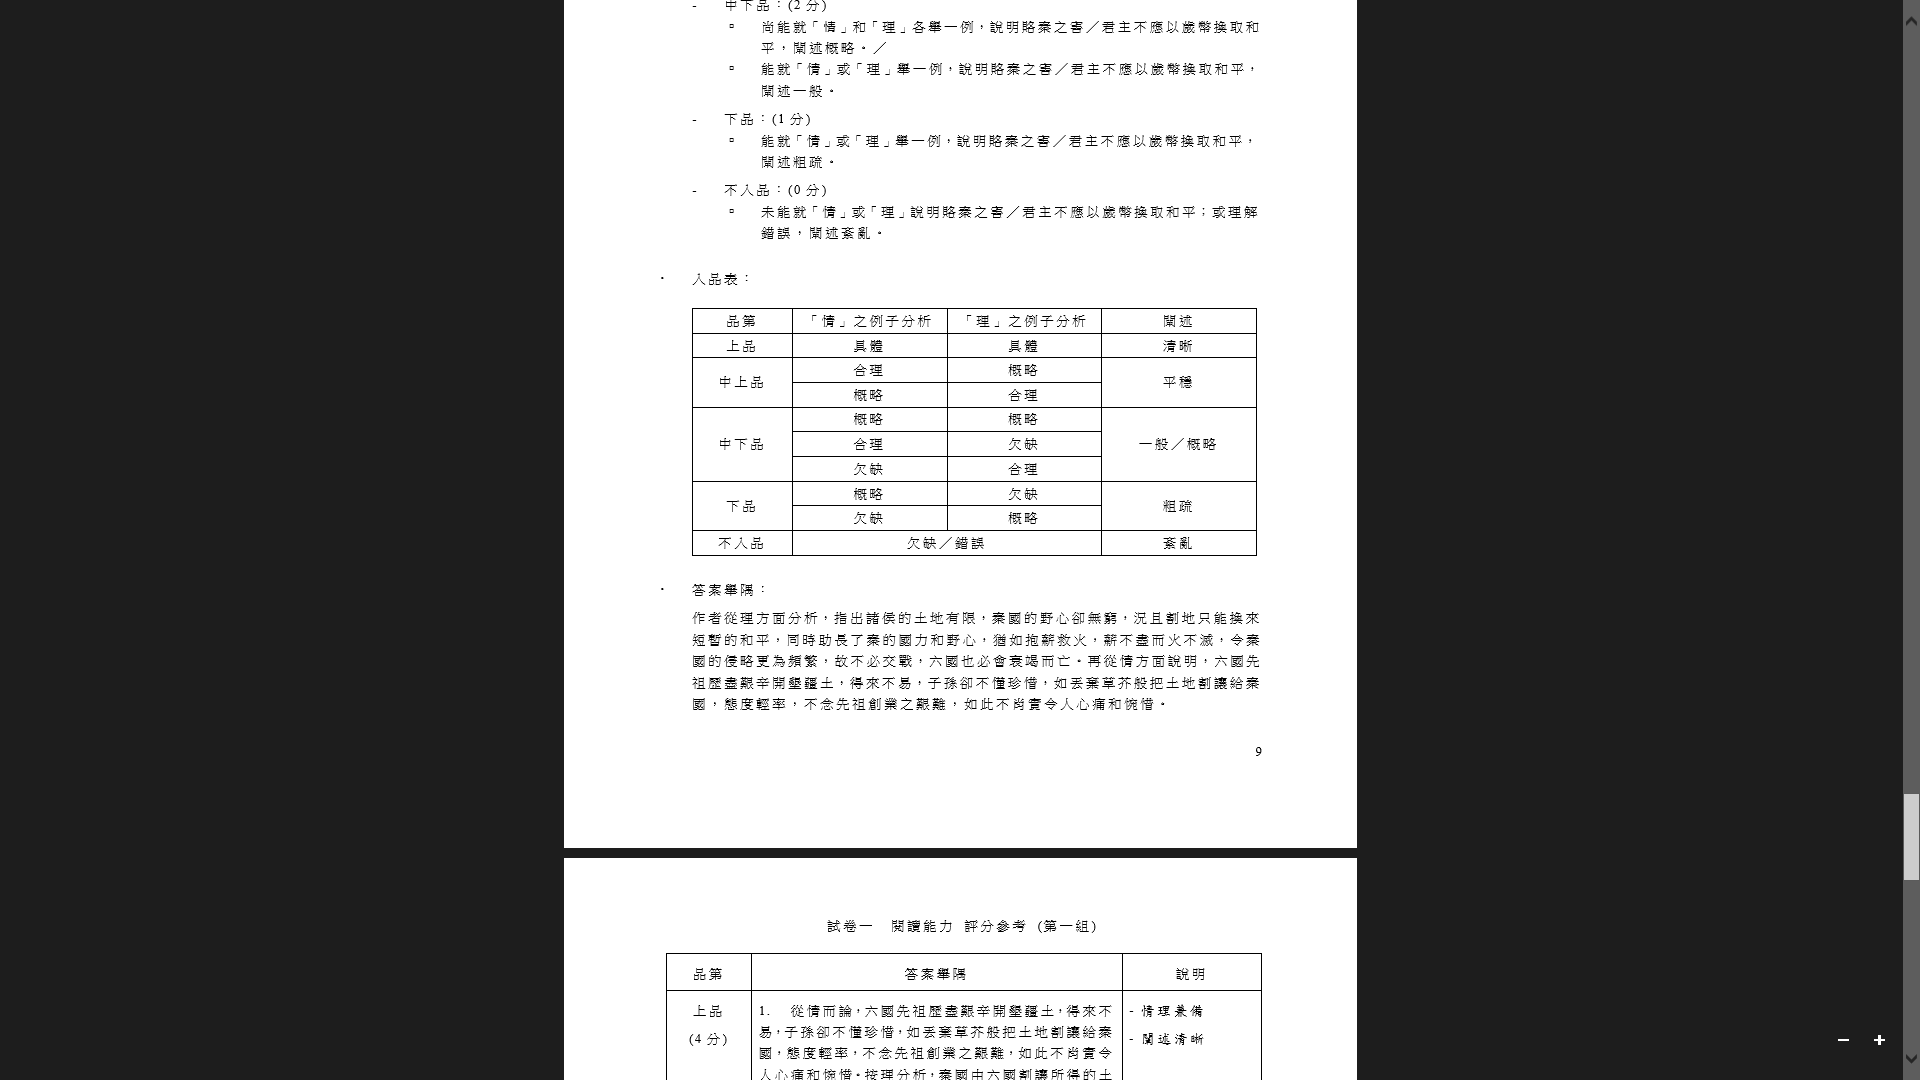 - 中下品：(2 分)
▫ 尚能就「情」和「理」各舉一例，說明賂秦之害／君主不應以歲幣換取和
平，闡述概略。／
▫ 能就「情」或「理」舉一例，說明賂秦之害／君主不應以歲幣換取和平，
闡述一般。
- 下品：(1 分)
▫ 能就「情」或「理」舉一例，說明賂秦之害／君主不應以歲幣換取和平，
闡述粗疏。
- 不入品：(0 分)
▫ 未能就「情」或「理」說明賂秦之害／君主不應以歲幣換取和平；或理解
錯誤，闡述紊亂。
· 入品表：
品第 「情」之例子分析 「理」之例子分析 闡述
上品 具體 具體 清晰
中上品 合理 概略 平穩
概略 合理
中下品 概略 概略 一般／概略
合理 欠缺
欠缺 合理
下品 概略 欠缺 粗疏
欠缺 概略
不入品 欠缺／錯誤 紊亂
· 答案舉隅：
作者從理方面分析，指出諸侯的土地有限，秦國的野心卻無窮，況且割地只能換來
短暫的和平，同時助長了秦的國力和野心，猶如抱薪救火，薪不盡而火不滅，令秦
國的侵略更為頻繁，故不必交戰，六國也必會衰竭而亡。再從情方面說明，六國先
祖歷盡艱辛開墾疆土，得來不易，子孫卻不懂珍惜，如丟棄草芥般把土地割讓給秦
國，態度輕率，不念先祖創業之艱難，如此不肖實令人心痛和惋惜。
9
試卷一 閱讀能力 評分參考 (第一組)
品第 答案舉隅 說明
上品 1. 從情而論，六國先祖歷盡艱辛開墾疆土，得來不 - 情理兼備
(4 分) 易，子孫卻不懂珍惜，如丟棄草芥般把土地割讓給秦 - 闡述清晰
國，態度輕率，不念先祖創業之艱難，如此不肖實令
人心痛和惋惜。按理分析，秦國由六國割讓所得的土